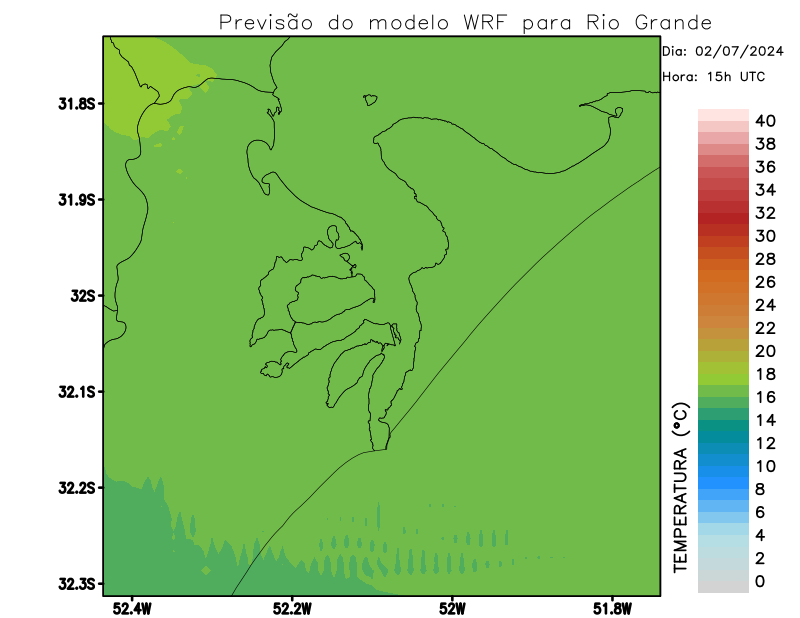 Previsão do modelo WRF para Rio Grande
Dia: 02/07/2024
Hora: 15h UTC
31.8S
31.9S
32S
32.1S
32.2S
32.3S
52.4W
52.2W
52W
51.8W
TEMPERATURA (°C)
40
38
36
34
32
30
28
26
24
22
20
18
16
14
12
10
8
6
4
2
0